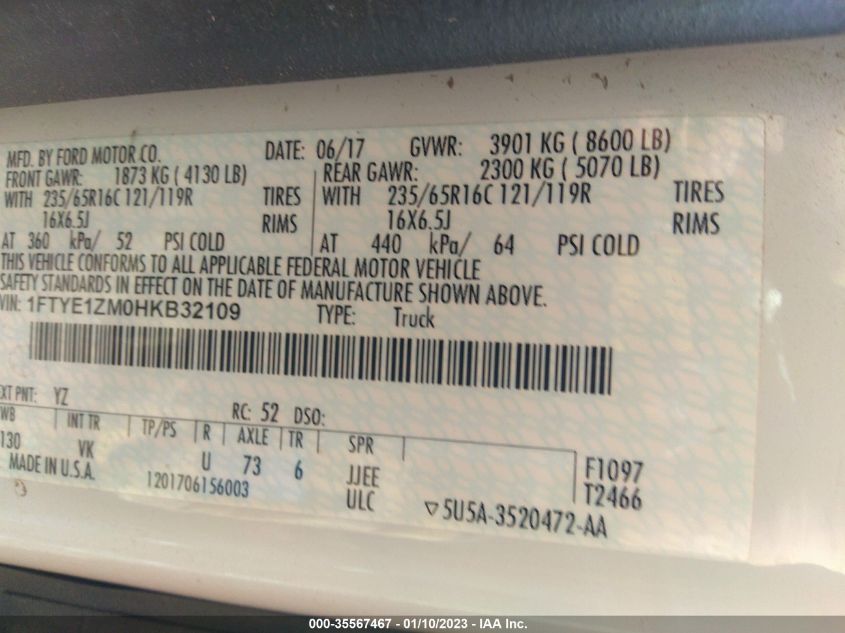 MFD. BY FORD MOTOR CO. DATE: 06/17 GVWR: 3901 KG ( 8600 LB)
FRONT GAWR: 1873 KG ( 4130 LB) REAR GAWR: 2300 KG ( 5070 LB)
WITH 235/65R16C 121/119R TIRES WITH 235/65R16C 121/119R TIRES
16X6.5J RIMS 16X6.5J RIMS
AT 360 kPa/ 52 PSI COLD AT 440 kPa/ 64 PSI COLD
THIS VEHICLE CONFORMS TO ALL APPLICABLE FEDERAL MOTOR VEHICLE
SAFETY STANDARDS IN EFFECT ON THE DATE OF MANUFACTURE SHOWN ABOVE.
VIN: 1FTYE1ZM0HKB32109 TYPE: Truck
EXT PNT: YZ RC: 52 DSO:
WB INT TR TP/PS R AXLE TR SPR
130 VK U 73 6 JJEE F1097
MADE IN U.S.A. 1201706156003 ULC T2466
▽5U5A-3520472-AA
000-35567467 - 01/10/2023 - IAA Inc.